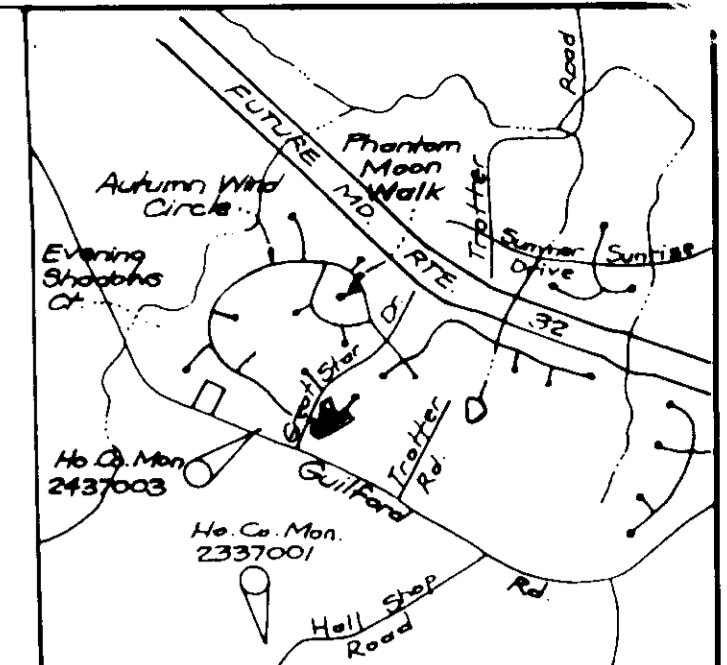 Road
FUTURE MD. RTE 32
Phantom
Moon
Walk
Trotter
Autumn Wind
Circle
Summer Sunrise
Drive
Evening
Shadows
Ct
Great Star Dr.
Ho. Co. Mon.
2437003
Guilford Rd.
Trotter
Rd.
Ho. Co. Mon.
2337001
Hall Shop
Road